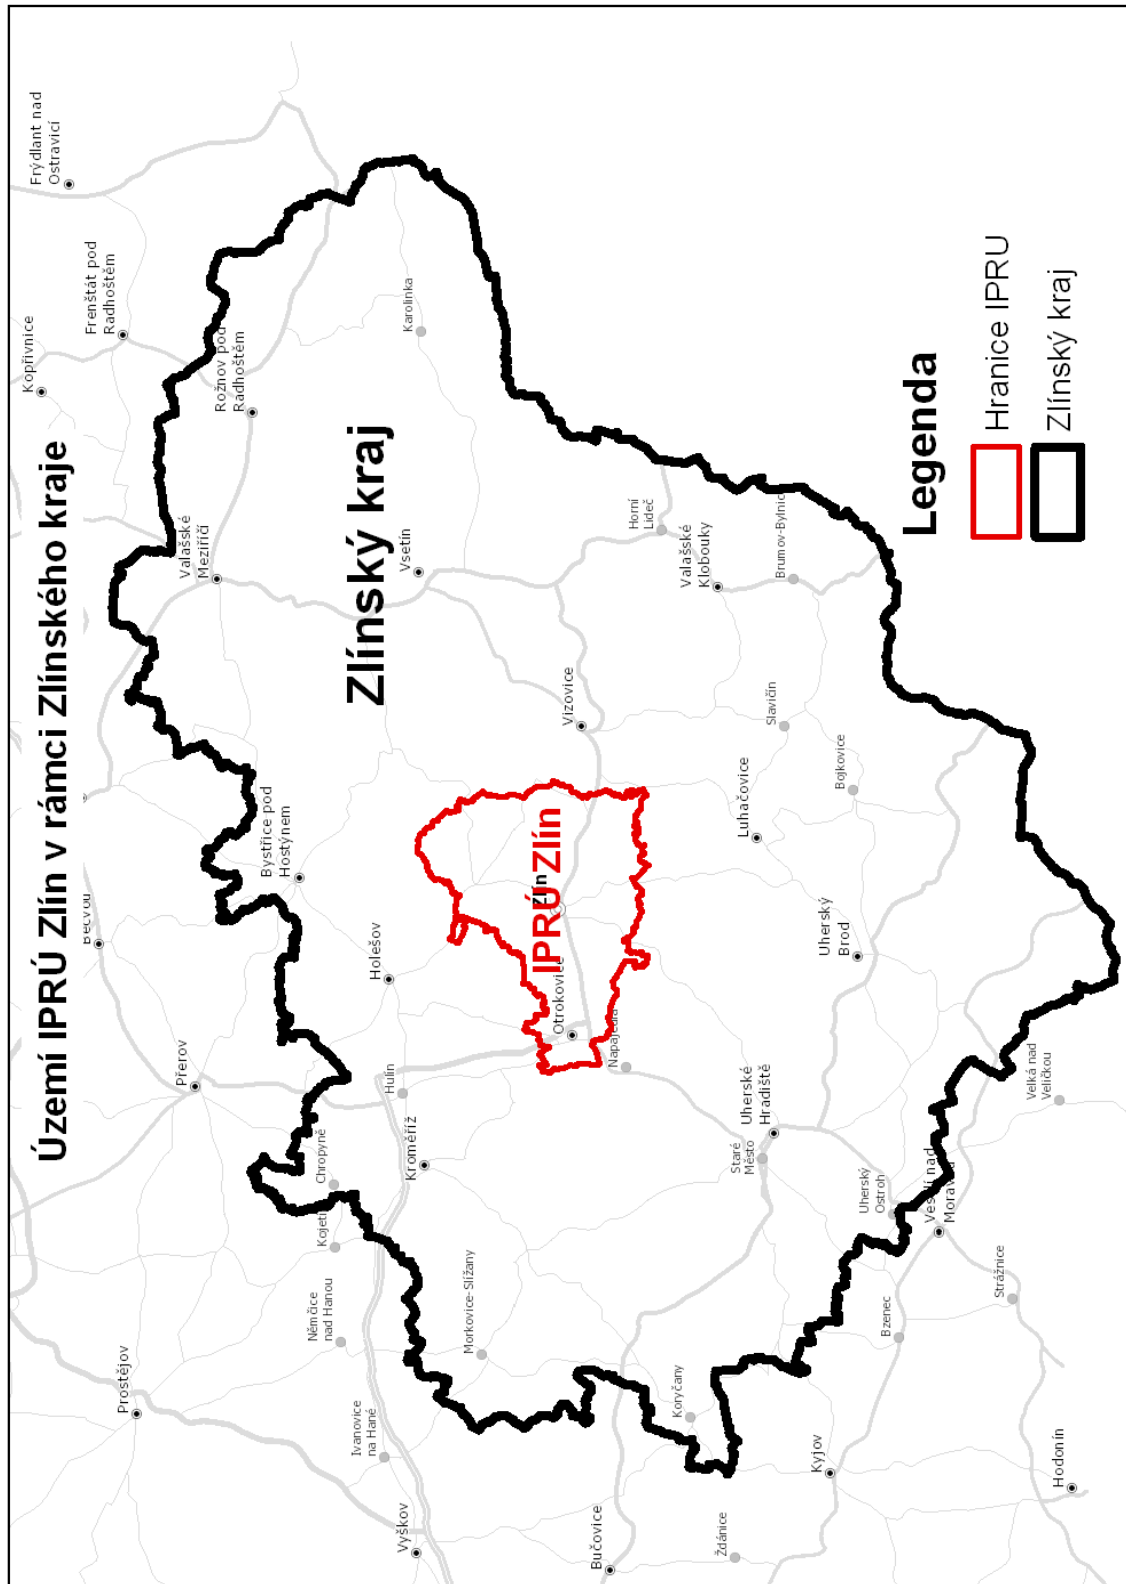 Území IPRÚ Zlín v rámci Zlínského kraje
Kopřivnice
Frýdlant nad
Ostravicí
Frenštát pod
Radhoštěm
Rožnov pod
Radhoštěm
Valašské
Meziříčí
Bečvou
Přerov
Prostějov
Bystřice pod
Hostýnem
Holešov
Hulín
Chropyně
Kojetí
Kroměříž
Němčice
nad Hanou
Ivanovice
na Hané
Vyškov
Morkovice-Slížany
Karolinka
Vsetín
Zlínský kraj
Vizovice
Zlín
IPRÚ Zlín
Otrokovice
Napajedla
Horní
Lideč
Valašské
Klobouky
Brumov-Bylnic
Slavičín
Luhačovice
Bojkovice
Uherský
Brod
Uherské
Hradiště
Staré
Město
Uherský
Ostroh
Veselí nad
Moravou
Velká nad
Veličkou
Strážnice
Bzenec
Koryčany
Kyjov
Hodonín
Bučovice
Ždánice
Legenda
Hranice IPRU
Zlínský kraj